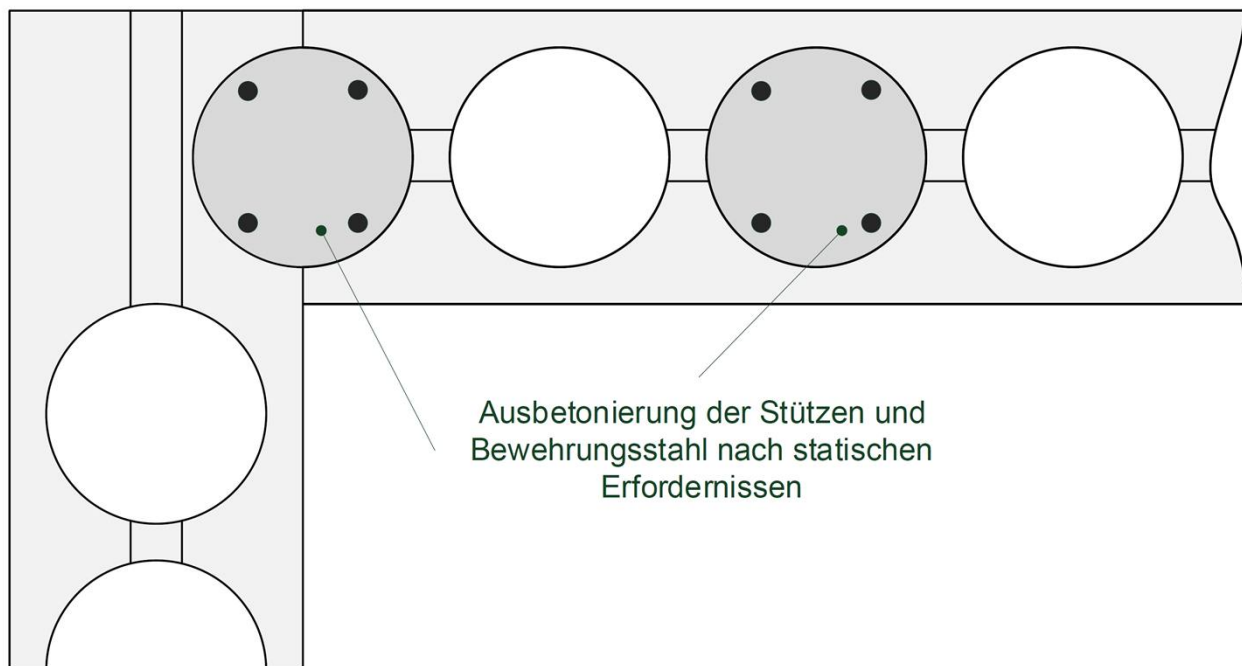 Ausbetonierung der Stützen und
Bewehrungsstahl nach statischen
Erfordernissen